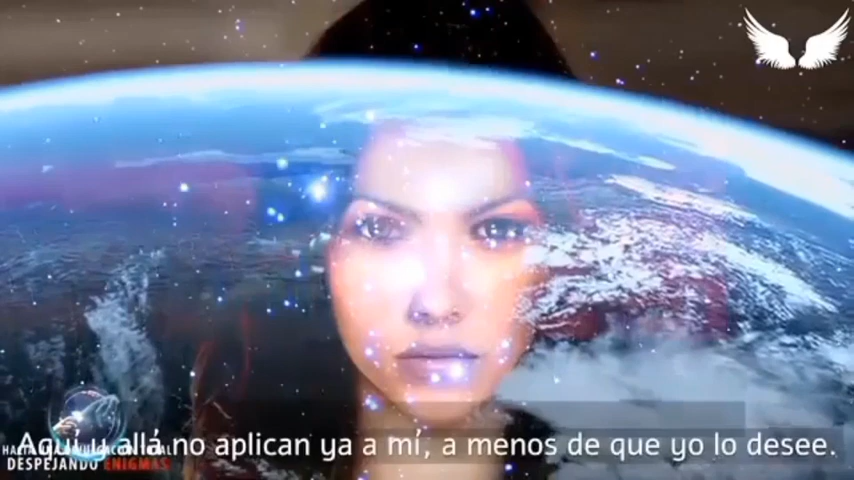 Aquí y allá no aplican ya a mí, a menos de que yo lo desee.
DESPEJANDO ENIGMAS